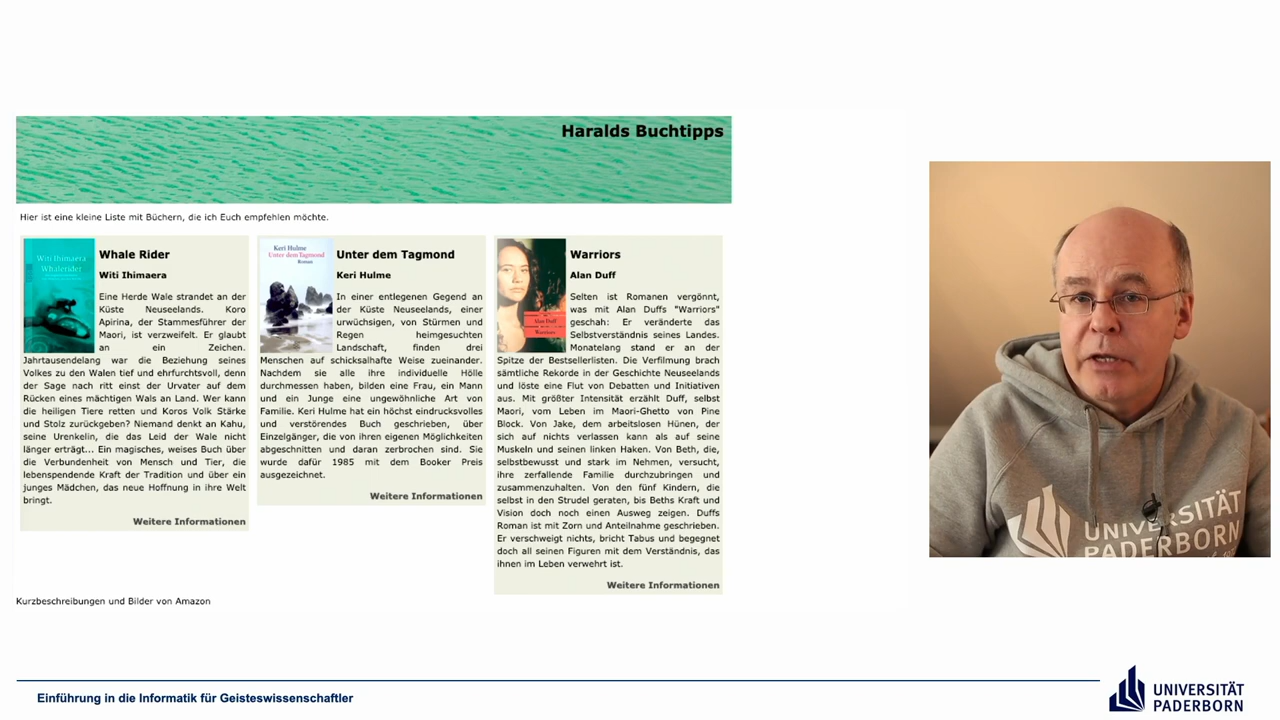 Haralds Buchtipps
Hier ist eine kleine Liste mit Büchern, die ich Euch empfehlen möchte.
Witi Ihimaera
Whalerider
Whale Rider
Witi Ihimaera
Eine Herde Wale strandet an der
Küste Neuseelands. Koro
Apirina, der Stammesführer der
Maori, ist verzweifelt. Er glaubt
an ein Zeichen.
Jahrtausendelang war die Beziehung seines
Volkes zu den Walen tief und ehrfurchtsvoll, denn
der Sage nach ritt einst der Urvater auf dem
Rücken eines mächtigen Wals an Land. Wer kann
die heiligen Tiere retten und Koros Volk Stärke
und Stolz zurückgeben? Niemand denkt an Kahu,
seine Urenkelin, die das Leid der Wale nicht
länger erträgt... Ein magisches, weises Buch über
die Verbundenheit von Mensch und Tier, die
lebenspendende Kraft der Tradition und über ein
junges Mädchen, das neue Hoffnung in ihre Welt
bringt.
Weitere Informationen
Keri Hulme
Unter dem Tagmond
Roman
Unter dem Tagmond
Keri Hulme
In einer entlegenen Gegend an
der Küste Neuseelands, einer
urwüchsigen, von Stürmen und
Regen heimgesuchten
Landschaft, finden drei
Menschen auf schicksalhafte Weise zueinander.
Nachdem sie alle ihre individuelle Hölle
durchmessen haben, bilden eine Frau, ein Mann
und ein Junge eine ungewöhnliche Art von
Familie. Keri Hulme hat ein höchst eindrucksvolles
und verstörendes Buch geschrieben, über
Einzelgänger, die von ihren eigenen Möglichkeiten
abgeschnitten und daran zerbrochen sind. Sie
wurde dafür 1985 mit dem Booker Preis
ausgezeichnet.
Weitere Informationen
Alan Duff
Warriors
Warriors
Alan Duff
Selten ist Romanen vergönnt,
was mit Alan Duffs "Warriors"
geschah: Er veränderte das
Selbstverständnis seines Landes.
Monatelang stand er an der
Spitze der Bestsellerlisten. Die Verfilmung brach
sämtliche Rekorde in der Geschichte Neuseelands
und löste eine Flut von Debatten und Initiativen
aus. Mit größter Intensität erzählt Duff, selbst
Maori, vom Leben im Maori-Ghetto von Pine
Block. Von Jake, dem arbeitslosen Hünen, der
sich auf nichts verlassen kann als auf seine
Muskeln und seinen linken Haken. Von Beth, die,
selbstbewusst und stark im Nehmen, versucht,
ihre zerfallende Familie durchzubringen und
zusammenzuhalten. Von den fünf Kindern, die
selbst in den Strudel geraten, bis Beths Kraft und
Vision doch noch einen Ausweg zeigen. Duffs
Roman ist mit Zorn und Anteilnahme geschrieben.
Er verschweigt nichts, bricht Tabus und begegnet
doch all seinen Figuren mit dem Verständnis, das
ihnen im Leben verwehrt ist.
Weitere Informationen
Kurzbeschreibungen und Bilder von Amazon
UNIVERSITÄT
PADERBORN
Einführung in die Informatik für Geisteswissenschaftler
UNIVERSITÄT
PADERBORN